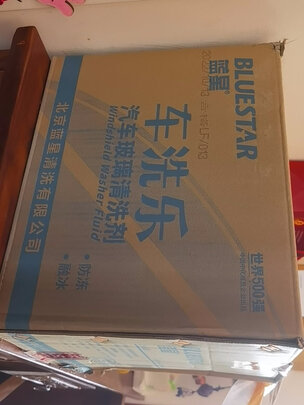 BLUESTAR
蓝星
车洗乐
汽车玻璃清洗剂
Windshield Washer Fluid
• 防冻
• 融冰
世界500强
北京蓝星清洗有限公司